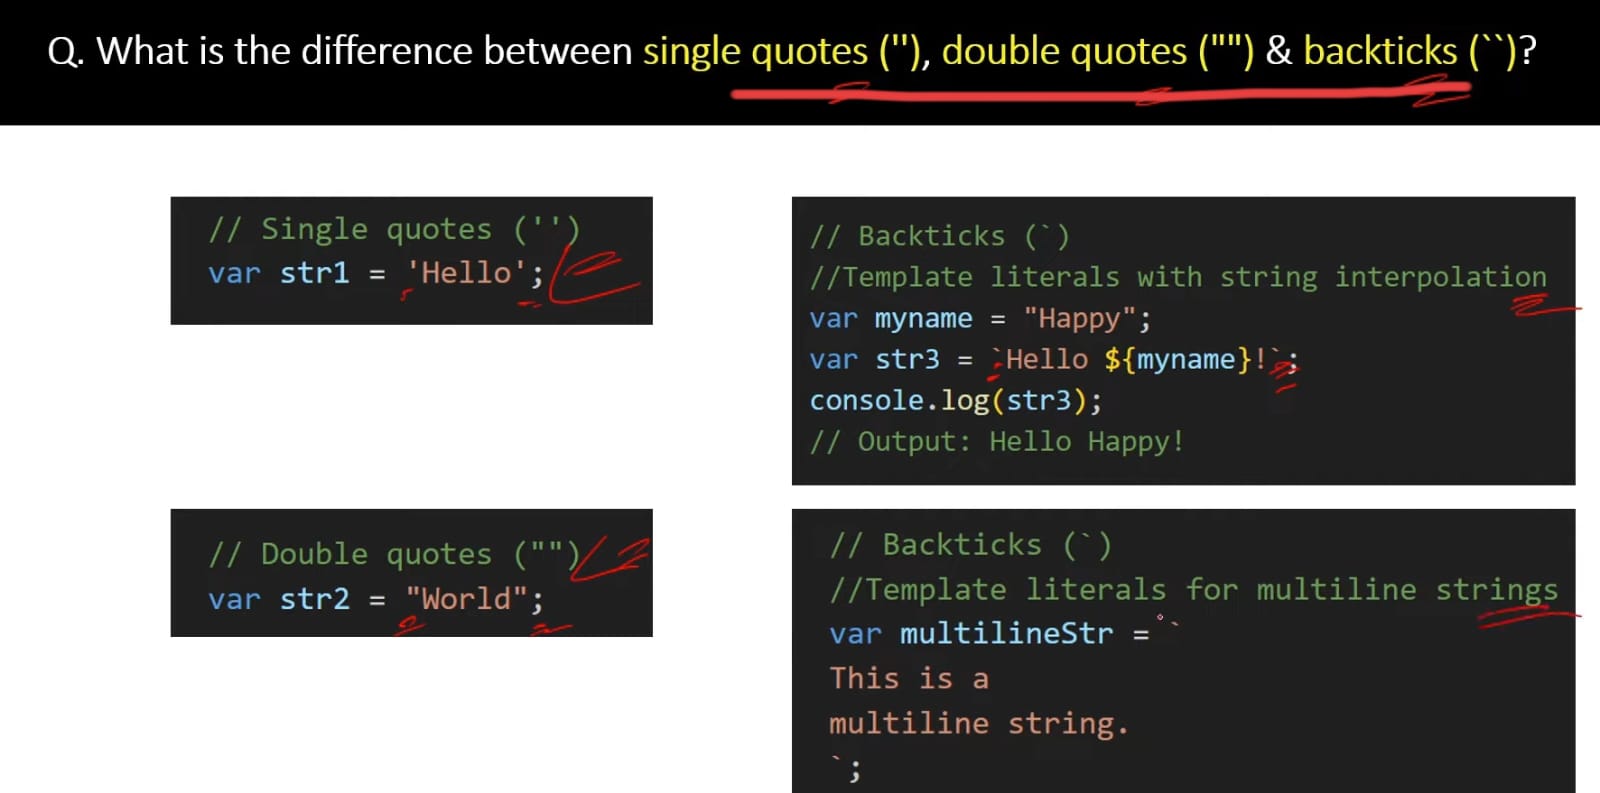 Q. What is the difference between single quotes (''), double quotes ("") & backticks (``)?
// Single quotes ('')
var str1 = 'Hello';
// Double quotes ("")
var str2 = "World";
// Backticks (`)
//Template literals with string interpolation
var myname = "Happy";
var str3 = `Hello ${myname}!`;
console.log(str3);
// Output: Hello Happy!
// Backticks (`)
//Template literals for multiline strings
var multilineStr = `
This is a
multiline string.
`;